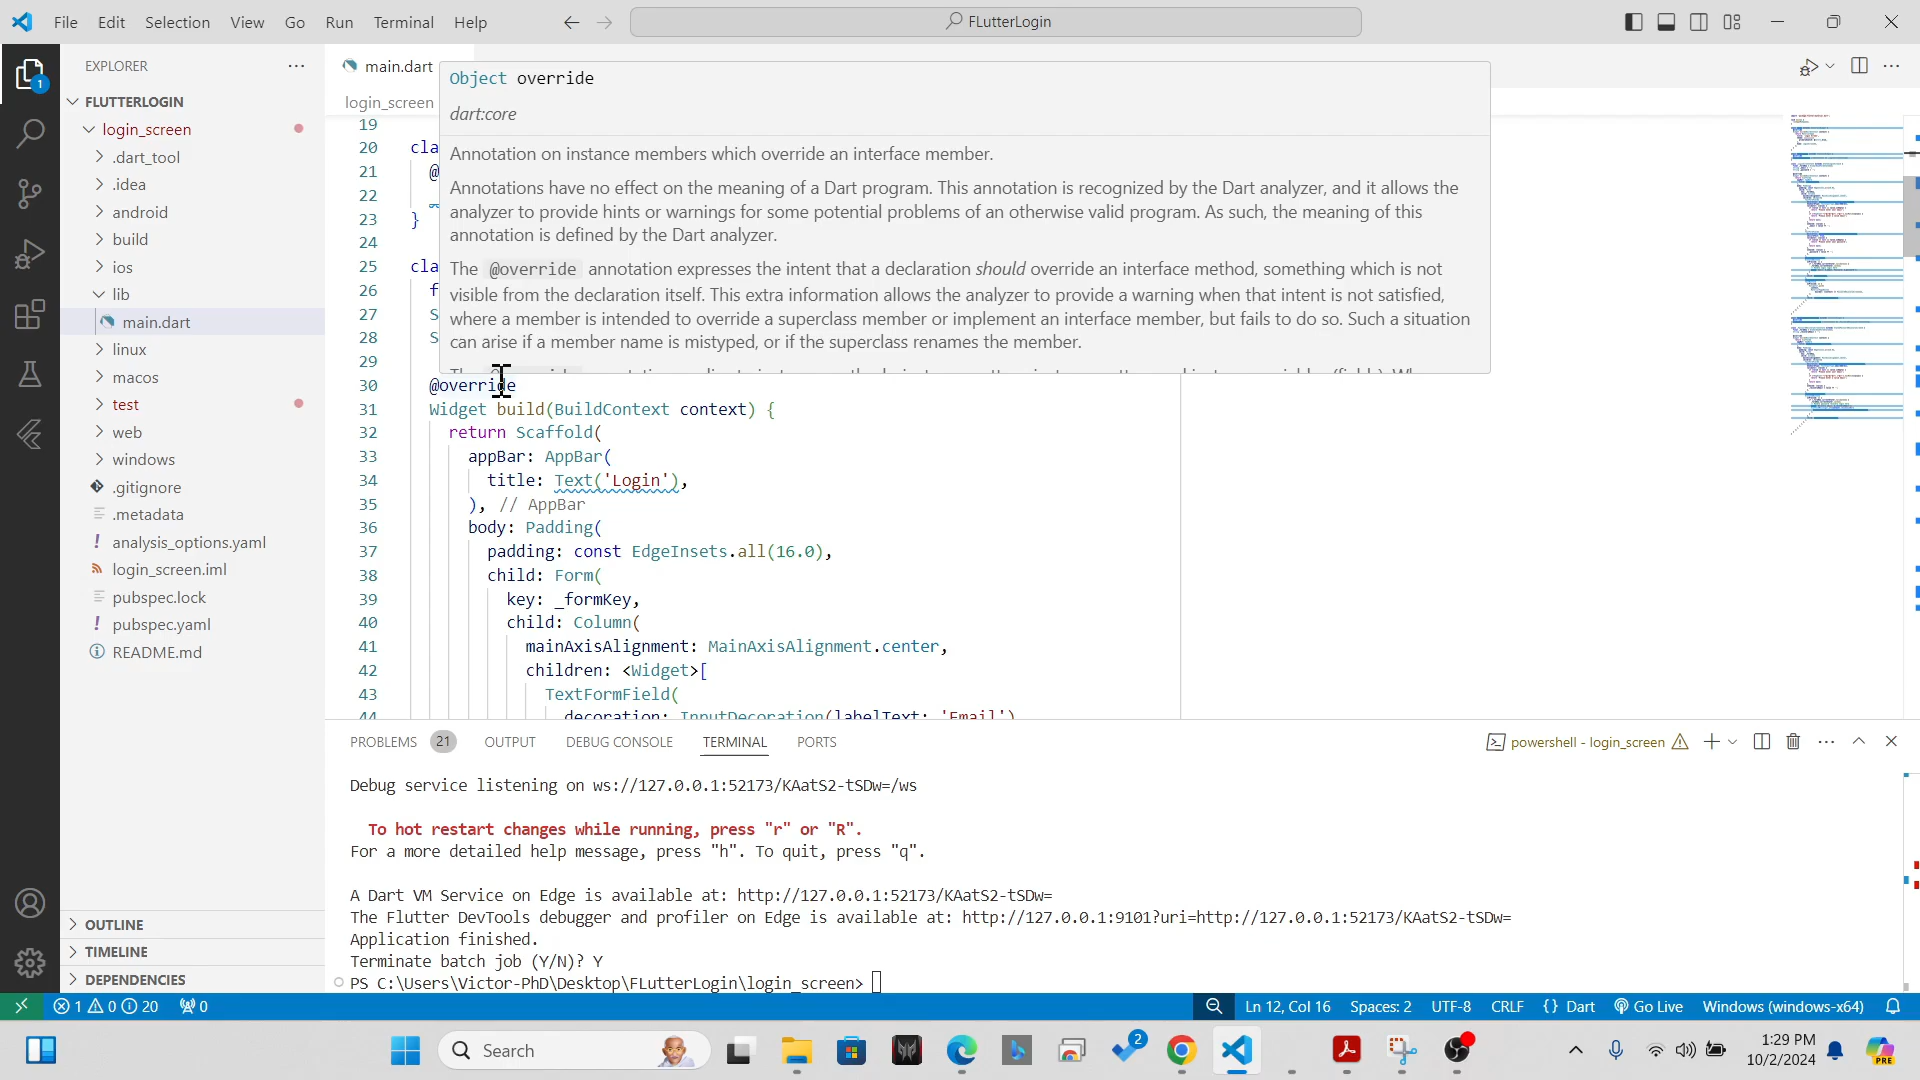 File Edit Selection View Go Run Terminal Help
FLutterLogin
EXPLORER
FLUTTERLOGIN
login_screen
.dart_tool
.idea
android
build
ios
lib
main.dart
linux
macos
test
web
windows
.gitignore
.metadata
analysis_options.yaml
login_screen.iml
pubspec.lock
pubspec.yaml
README.md
OUTLINE
TIMELINE
DEPENDENCIES
1
main.dart
login_screen
Object override
dart:core
Annotation on instance members which override an interface member.
Annotations have no effect on the meaning of a Dart program. This annotation is recognized by the Dart analyzer, and it allows the
analyzer to provide hints or warnings for some potential problems of an otherwise valid program. As such, the meaning of this
annotation is defined by the Dart analyzer.
The @override annotation expresses the intent that a declaration should override an interface method, something which is not
visible from the declaration itself. This extra information allows the analyzer to provide a warning when that intent is not satisfied,
where a member is intended to override a superclass member or implement an interface member, but fails to do so. Such a situation
can arise if a member name is mistyped, or if the superclass renames the member.
19
20 cla
21 @
22
23 }
24
25 cla
26 f
27 S
28 S
29
30 @override
31 Widget build(BuildContext context) {
32 return Scaffold(
33 appBar: AppBar(
34 title: Text('Login'),
35 ), // AppBar
36 body: Padding(
37 padding: const EdgeInsets.all(16.0),
38 child: Form(
39 key: _formKey,
40 child: Column(
41 mainAxisAlignment: MainAxisAlignment.center,
42 children: <Widget>[
43 TextFormField(
44 decoration: InputDecoration(labelText: 'Email')
PROBLEMS 21 OUTPUT DEBUG CONSOLE TERMINAL PORTS
powershell - login_screen
Debug service listening on ws://127.0.0.1:52173/KAatS2-tSDw=/ws
To hot restart changes while running, press "r" or "R".
For a more detailed help message, press "h". To quit, press "q".
A Dart VM Service on Edge is available at: http://127.0.0.1:52173/KAatS2-tSDw=
The Flutter DevTools debugger and profiler on Edge is available at: http://127.0.0.1:9101?uri=http://127.0.0.1:52173/KAatS2-tSDw=
Application finished.
Terminate batch job (Y/N)? Y
PS C:\Users\Victor-PhD\Desktop\FLutterLogin\login_screen>
1 0 20 0
Ln 12, Col 16 Spaces: 2 UTF-8 CRLF {} Dart Go Live Windows (windows-x64)
Search
2
PRE
1:29 PM
10/2/2024